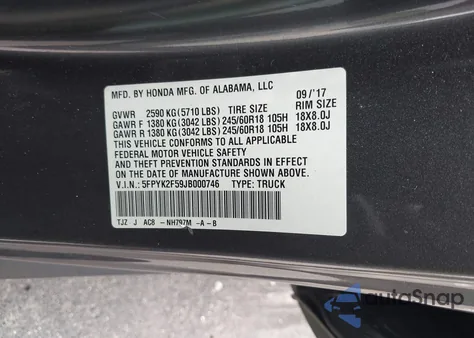 MFD. BY HONDA MFG. OF ALABAMA, LLC 09/'17
GVWR 2590 KG (5710 LBS) TIRE SIZE RIM SIZE
GAWR F 1380 KG (3042 LBS) 245/60R18 105H 18X8.0J
GAWR R 1380 KG (3042 LBS) 245/60R18 105H 18X8.0J
THIS VEHICLE CONFORMS TO ALL APPLICABLE
FEDERAL MOTOR VEHICLE SAFETY
AND THEFT PREVENTION STANDARDS IN EFFECT
ON THE DATE OF MANUFACTURE SHOWN ABOVE.
V.I.N.: 5FPYK2F59JB000746 TYPE: TRUCK
TJZ J AC8 -NH797M -A-B
autoSnap